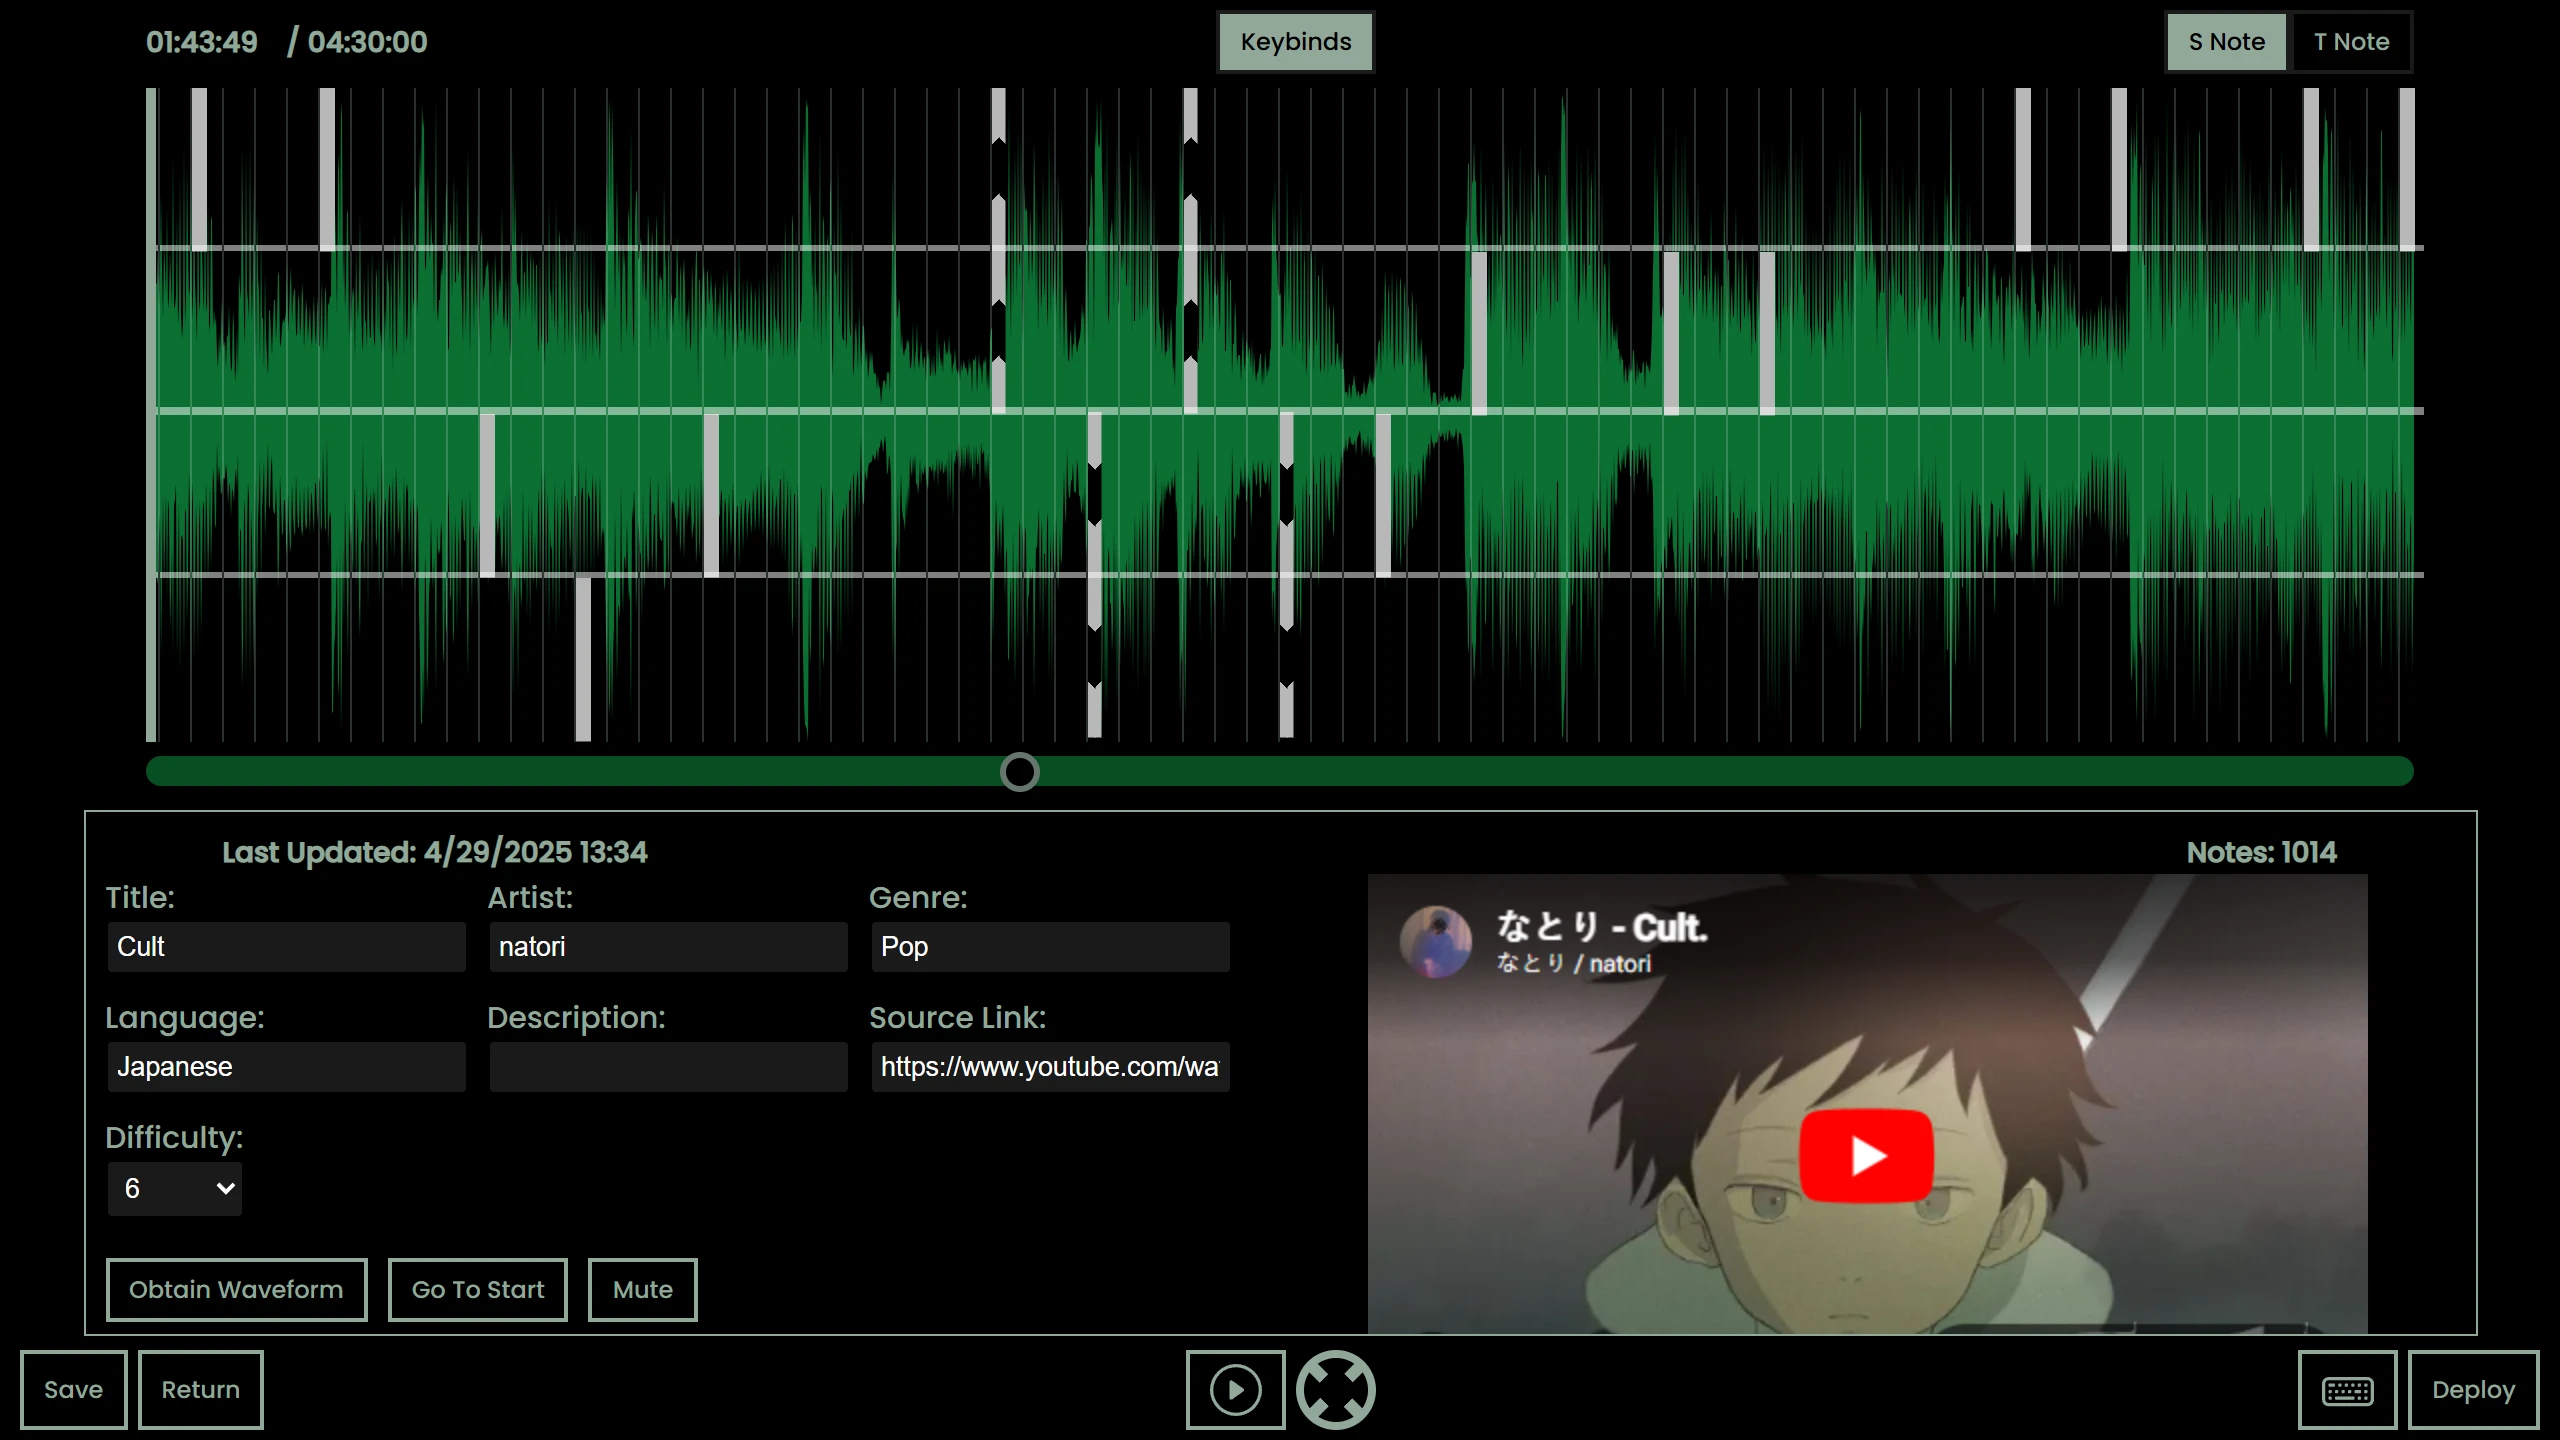 01:43:49 / 04:30:00
Keybinds
S Note
T Note
Last Updated: 4/29/2025 13:34
Notes: 1014
Title:
Artist:
Genre:
Cult
natori
Pop
Language:
Description:
Source Link:
Japanese
https://www.youtube.com/wa
Difficulty:
6
なとり - Cult.
なとり / natori
Obtain Waveform
Go To Start
Mute
Save
Return
Deploy